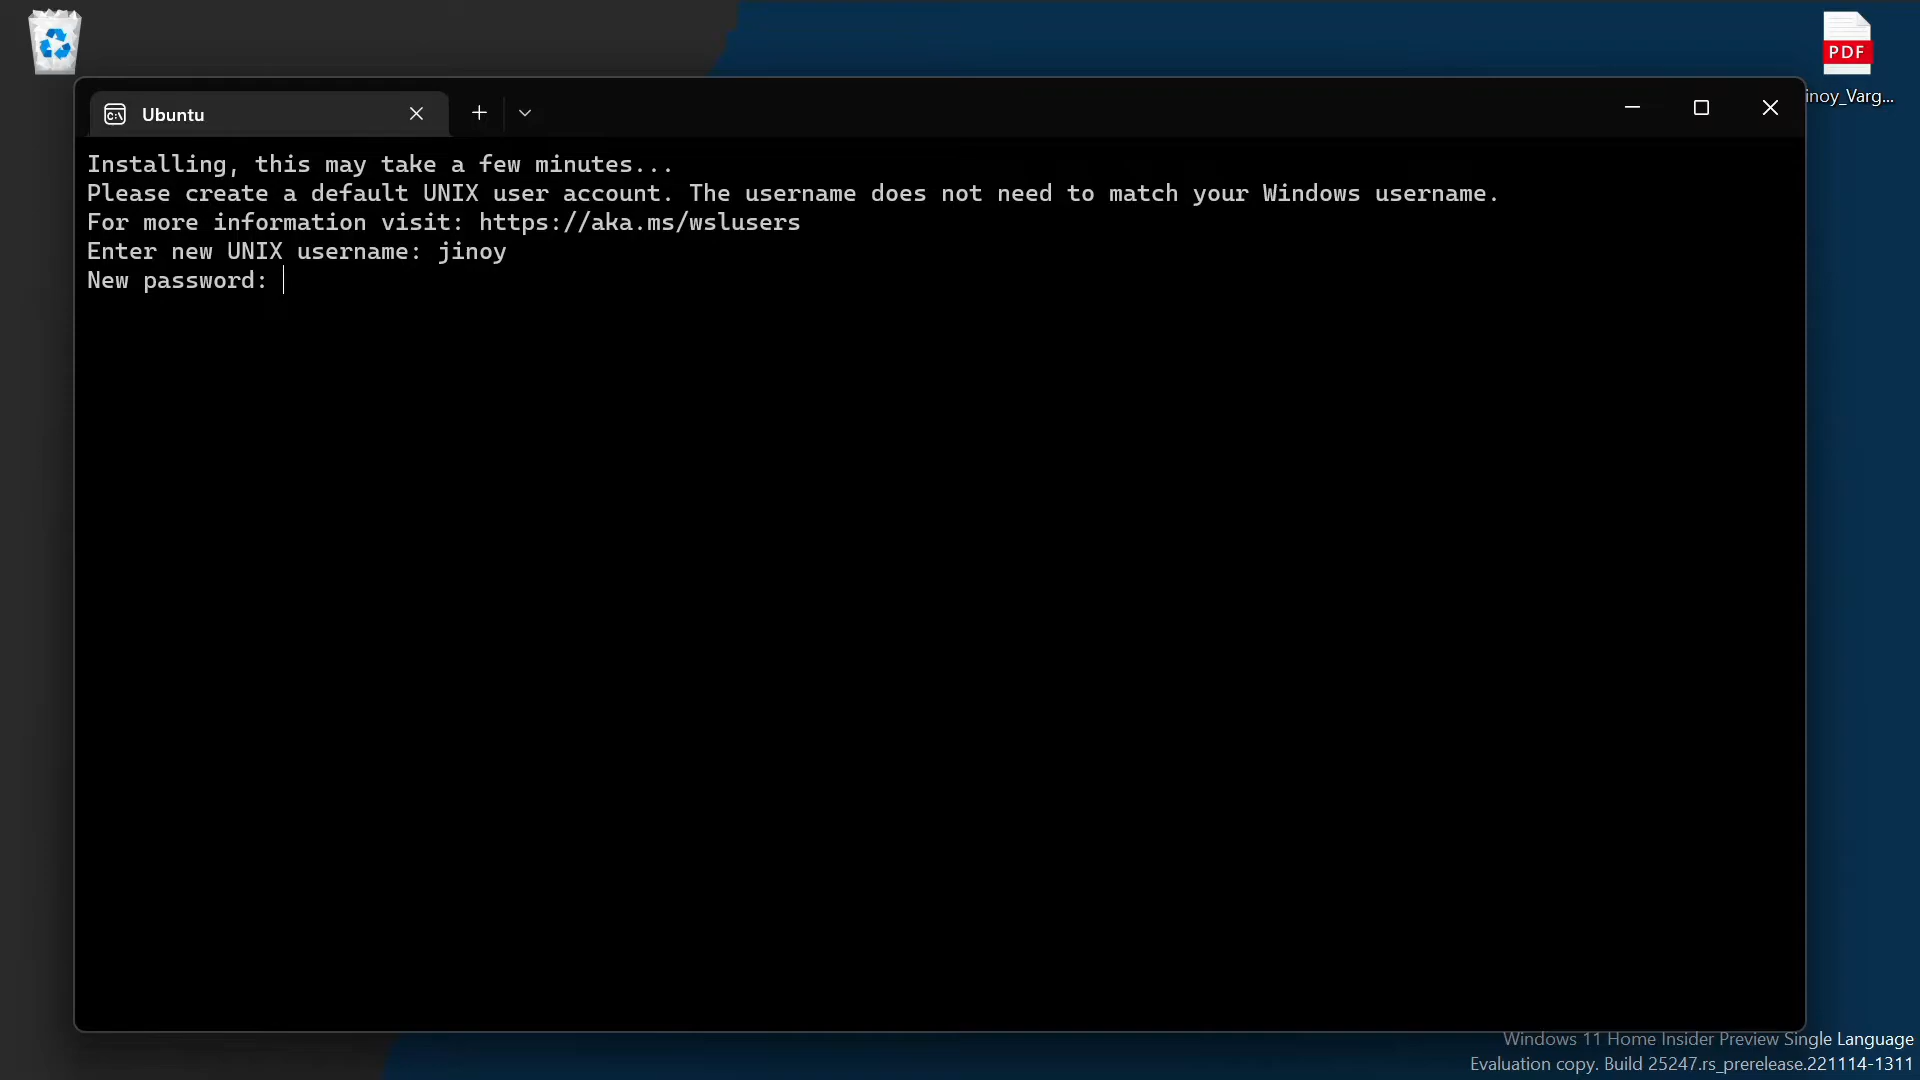 PDF
inoy_Varg...
Ubuntu
Installing, this may take a few minutes...
Please create a default UNIX user account. The username does not need to match your Windows username.
For more information visit: https://aka.ms/wslusers
Enter new UNIX username: jinoy
New password:
Windows 11 Home Insider Preview Single Language
Evaluation copy. Build 25247.rs_prerelease.221114-1311